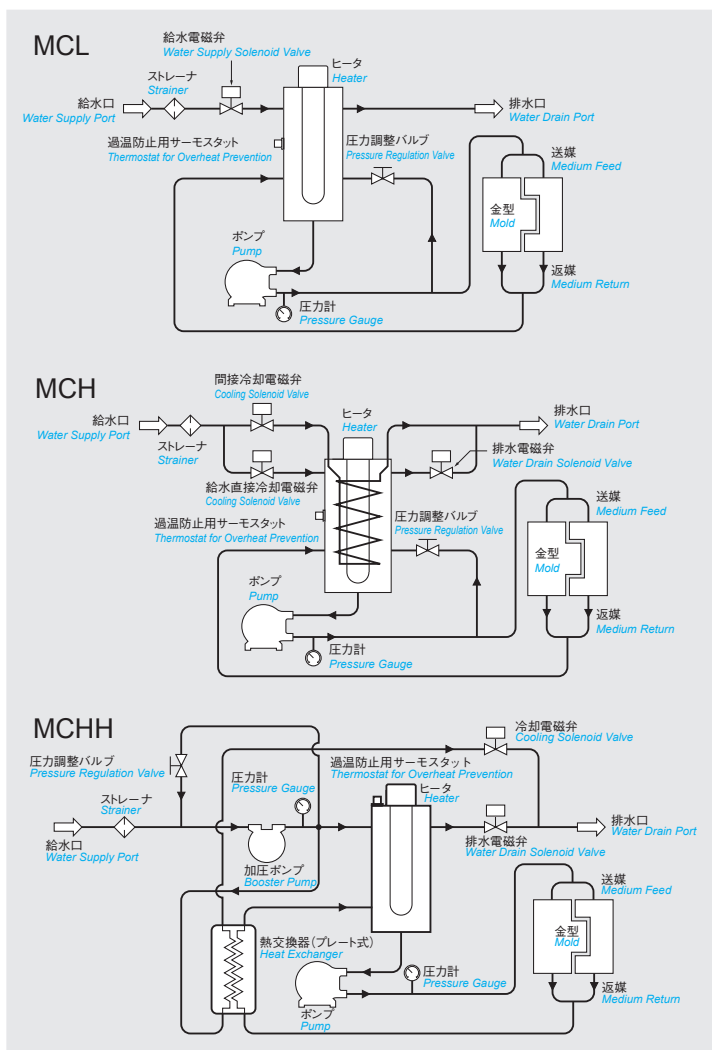 MCL
給水電磁弁
Water Supply Solenoid Valve
ヒータ
Heater
ストレーナ
Strainer
給水口
Water Supply Port
排水口
Water Drain Port
過温防止用サーモスタット
Thermostat for Overheat Prevention
圧力調整バルブ
Pressure Regulation Valve
送媒
Medium Feed
金型
Mold
ポンプ
Pump
返媒
Medium Return
圧力計
Pressure Gauge
MCH
間接冷却電磁弁
Cooling Solenoid Valve
ヒータ
Heater
給水口
Water Supply Port
排水口
Water Drain Port
ストレーナ
Strainer
排水電磁弁
Water Drain Solenoid Valve
給水直接冷却電磁弁
Cooling Solenoid Valve
過温防止用サーモスタット
Thermostat for Overheat Prevention
圧力調整バルブ
Pressure Regulation Valve
送媒
Medium Feed
金型
Mold
ポンプ
Pump
返媒
Medium Return
圧力計
Pressure Gauge
MCHH
冷却電磁弁
Cooling Solenoid Valve
圧力調整バルブ
Pressure Regulation Valve
過温防止用サーモスタット
Thermostat for Overheat Prevention
圧力計
Pressure Gauge
ヒータ
Heater
ストレーナ
Strainer
給水口
Water Supply Port
排水口
Water Drain Port
排水電磁弁
Water Drain Solenoid Valve
加圧ポンプ
Booster Pump
送媒
Medium Feed
熱交換器(プレート式)
Heat Exchanger
金型
Mold
圧力計
Pressure Gauge
返媒
Medium Return
ポンプ
Pump